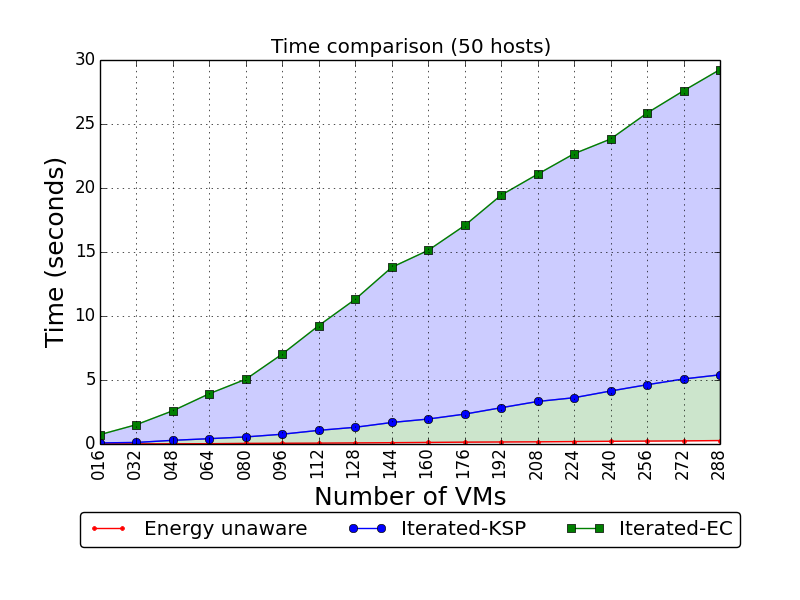 Time comparison (50 hosts)
Time (seconds)
30
25
20
15
10
5
0
016 032 048 064 080 096 112 128 144 160 176 192 208 224 240 256 272 288
Number of VMs
Energy unaware Iterated-KSP Iterated-EC